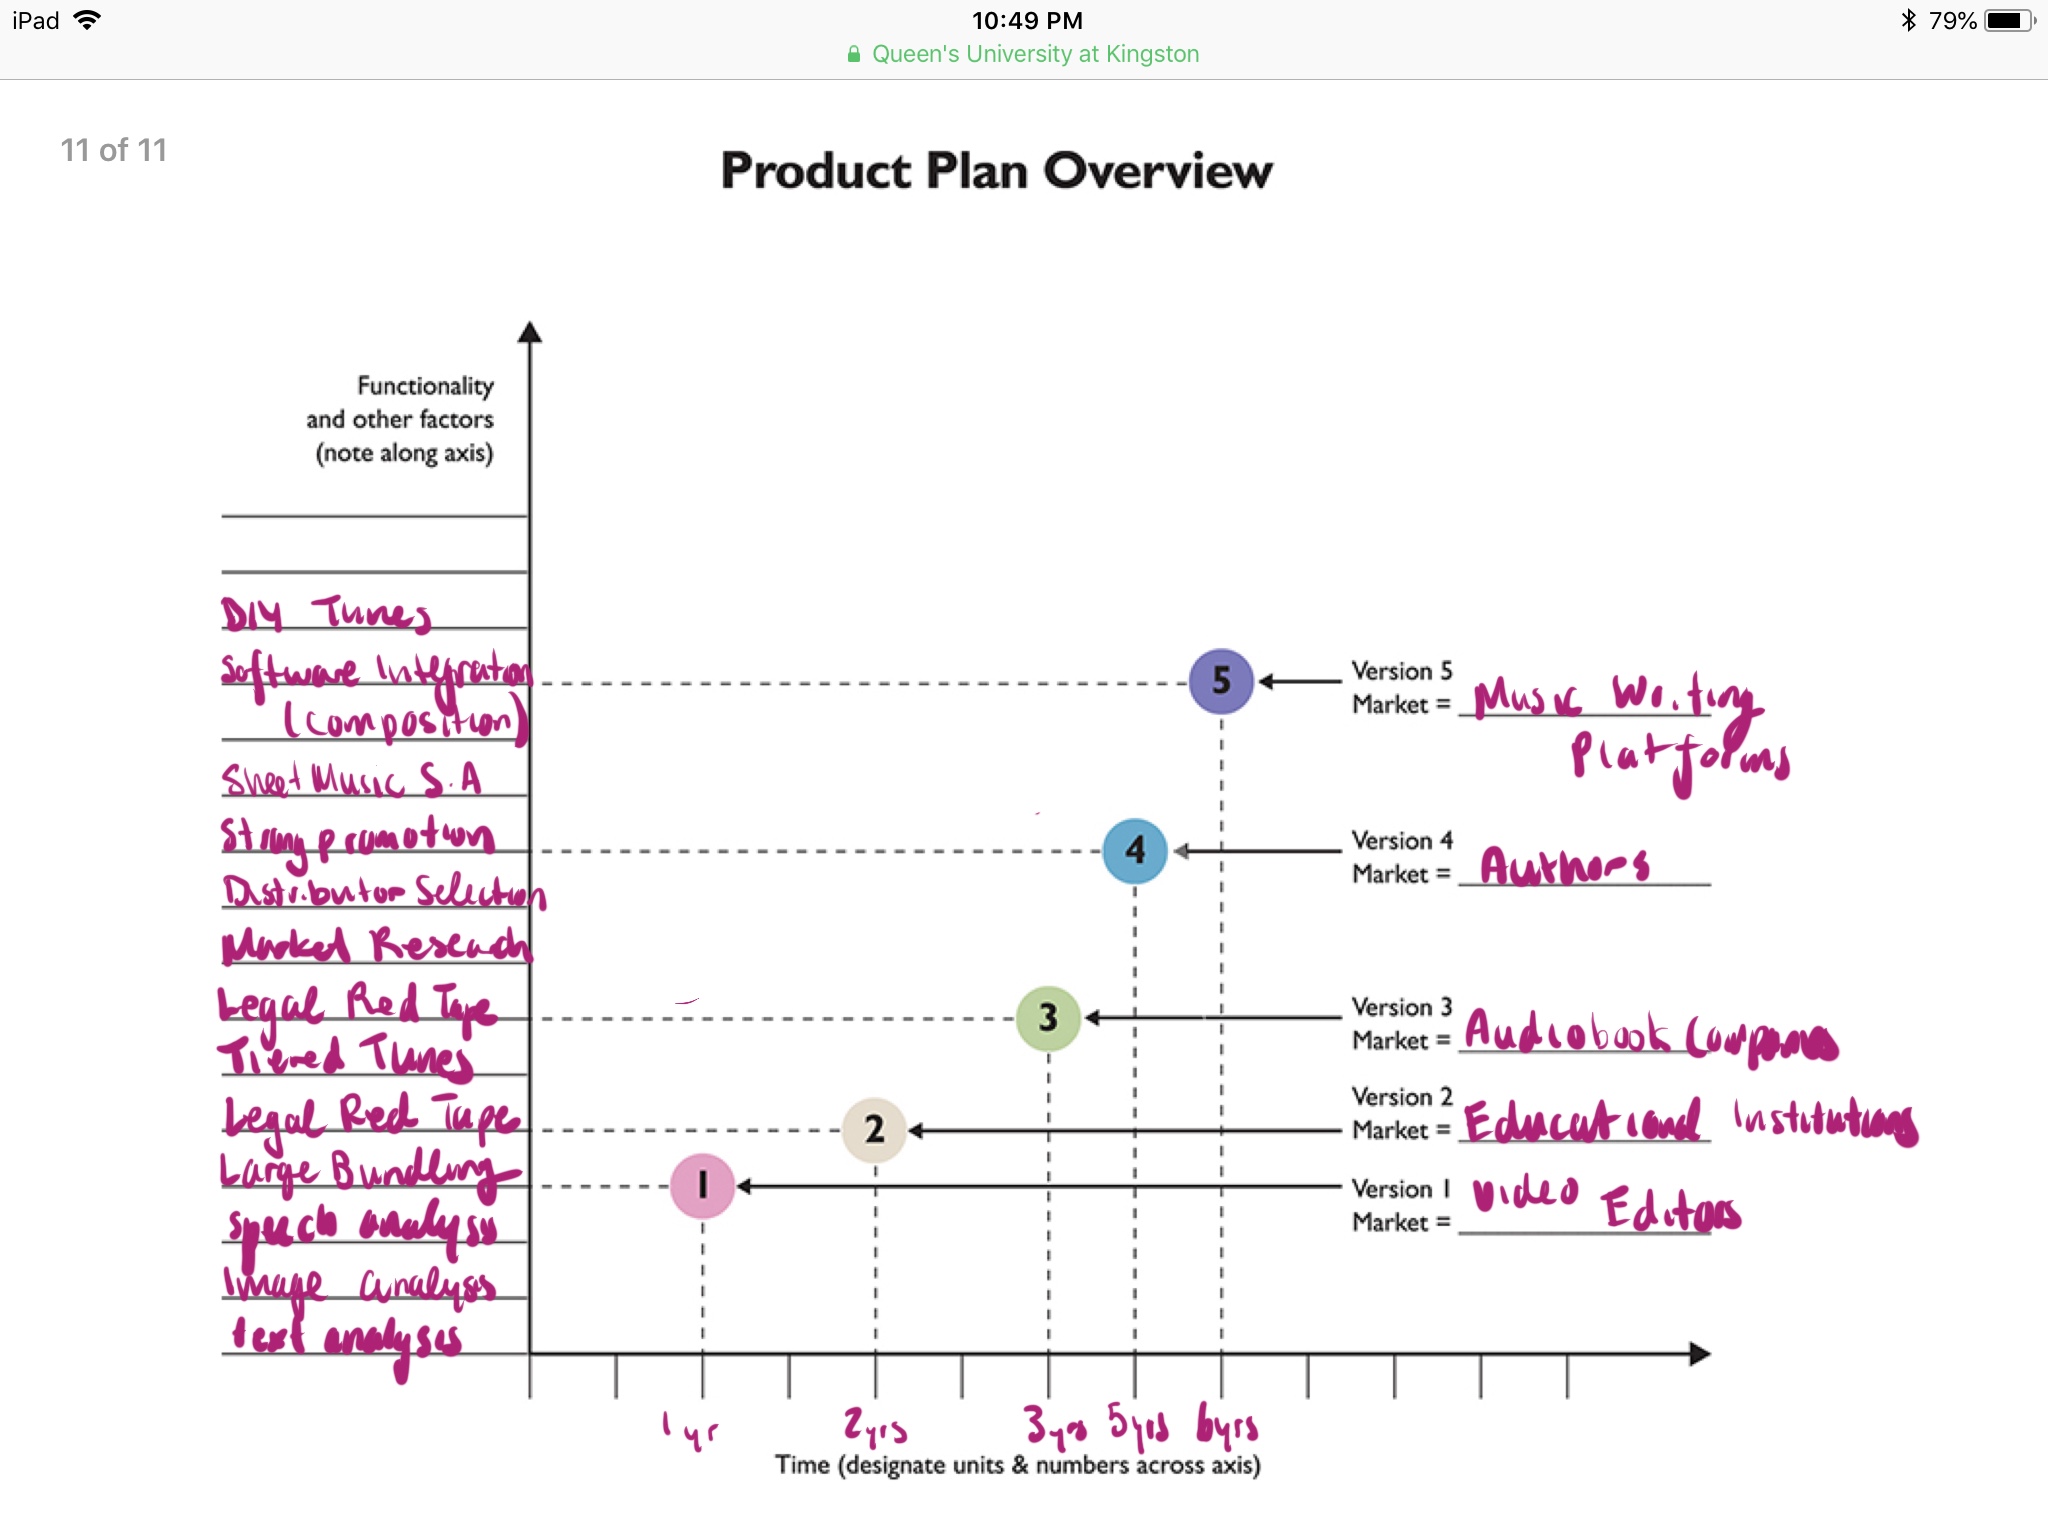 iPad
10:49 PM
79%
Queen's University at Kingston
11 of 11
Product Plan Overview
Functionality
and other factors
(note along axis)
DIY Tunes
Software Integration
(composition)
Sheet Music S.A
Strong promotion
Distributor Selection
Market Research
Legal Red Tape
Tiered Tunes
Legal Red Tape
Large Bundling
speech analysis
Image analysis
text analysis
5
Version 5
Market = Music Writing
Platforms
4
Version 4
Market = Authors
3
Version 3
Market = Audiobook Companies
2
Version 2
Market = Educational Institutions
1
Version 1
Market = Video Editors
1 yr 2yrs 3yrs 5yrs 6yrs
Time (designate units & numbers across axis)